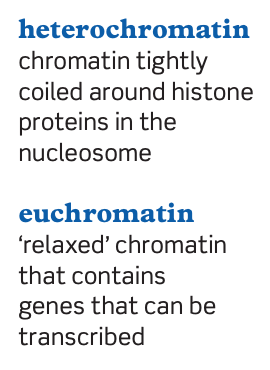 heterochromatin
chromatin tightly
coiled around histone
proteins in the
nucleosome
euchromatin
‘relaxed’ chromatin
that contains
genes that can be
transcribed